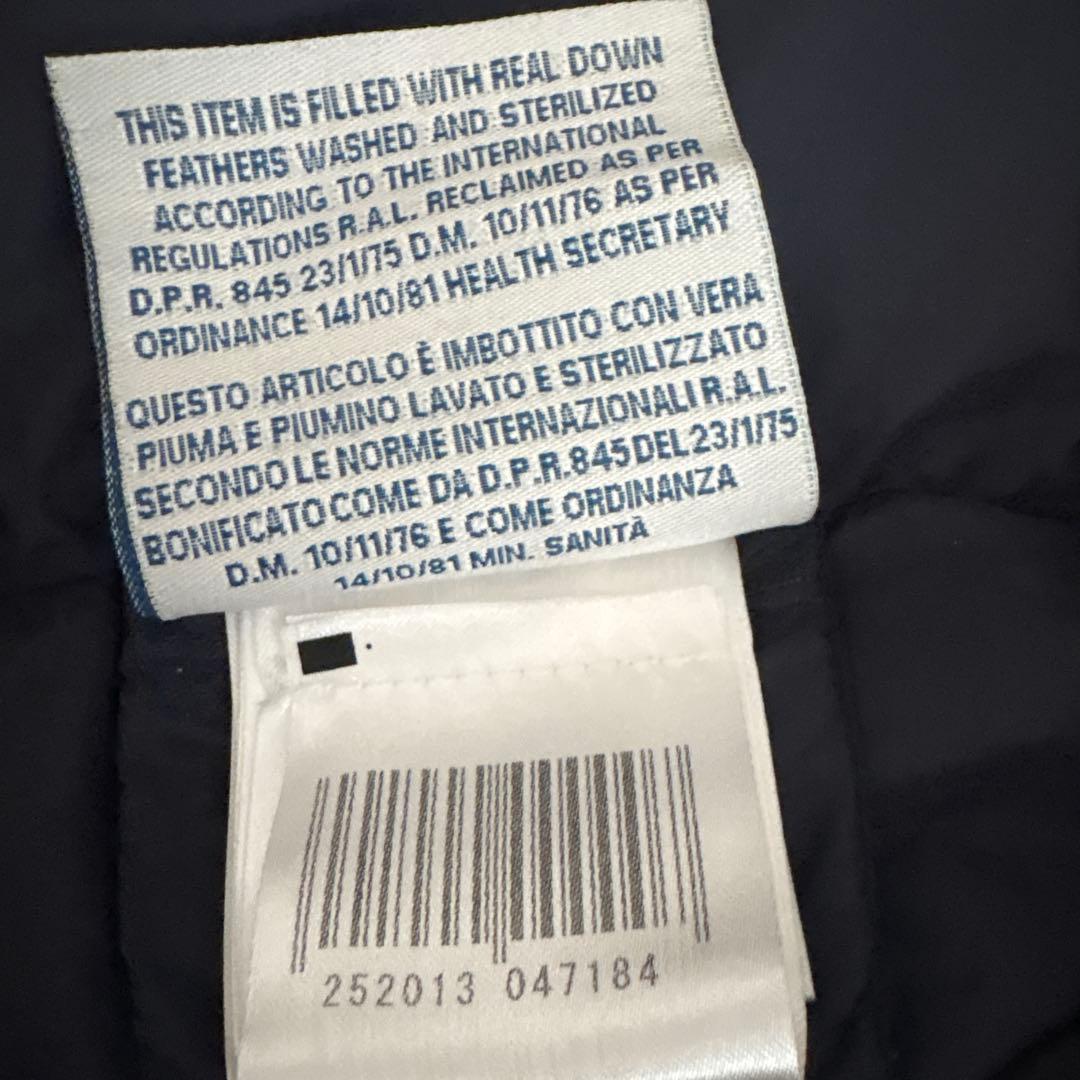 THIS ITEM IS FILLED WITH REAL DOWN
FEATHERS WASHED AND STERILIZED
ACCORDING TO THE INTERNATIONAL
REGULATIONS R.A.L. RECLAIMED AS PER
D.P.R. 845 23/1/75 D.M. 10/11/76 AS PER
ORDINANCE 14/10/81 HEALTH SECRETARY
QUESTO ARTICOLO È IMBOTTITO CON VERA
PIUMA E PIUMINO LAVATO E STERILIZZATO
SECONDO LE NORME INTERNAZIONALI R.A.L.
BONIFICATO COME DA D.P.R. 845 DEL 23/1/75
D.M. 10/11/76 E COME ORDINANZA
14/10/81 MIN. SANITÀ
252013 047184